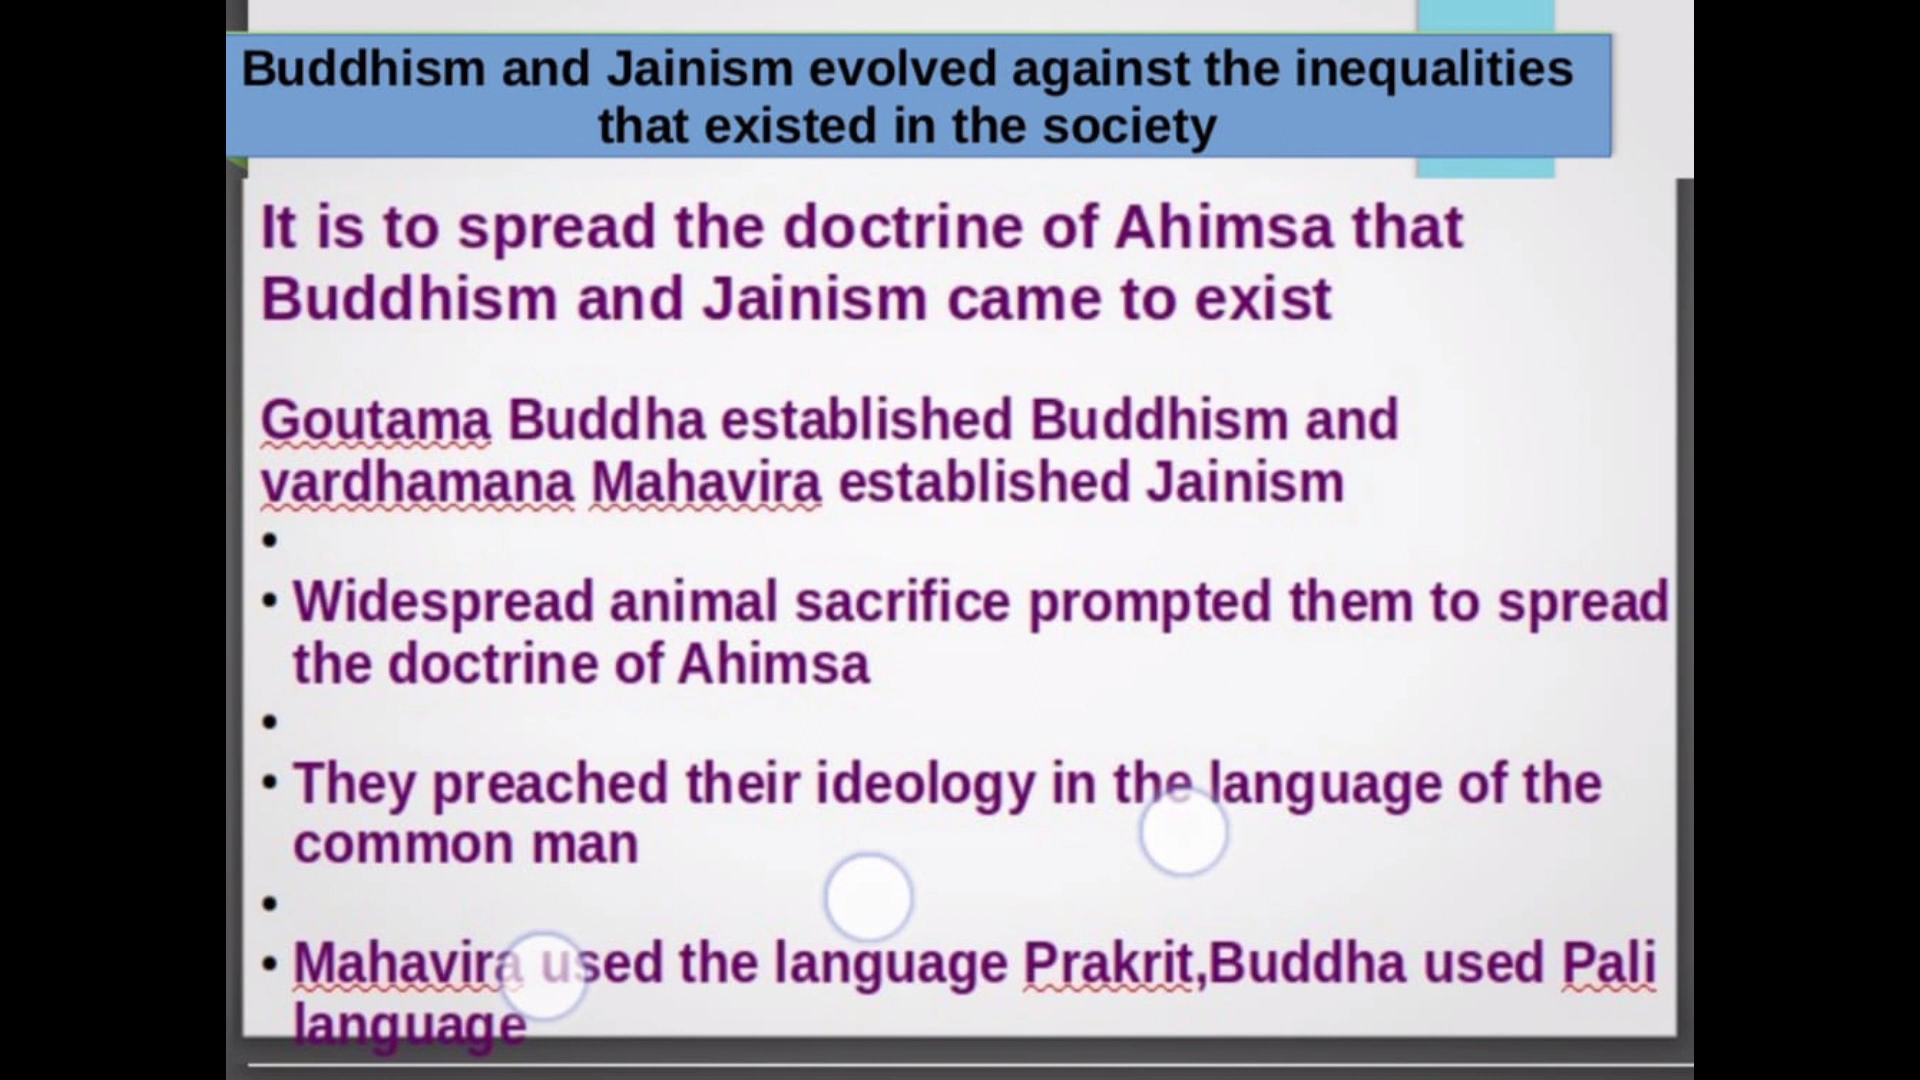 Buddhism and Jainism evolved against the inequalities
that existed in the society
It is to spread the doctrine of Ahimsa that
Buddhism and Jainism came to exist
Goutama Buddha established Buddhism and
vardhamana Mahavira established Jainism
•
• Widespread animal sacrifice prompted them to spread
the doctrine of Ahimsa
•
• They preached their ideology in the language of the
common man
•
• Mahavira used the language Prakrit,Buddha used Pali
language